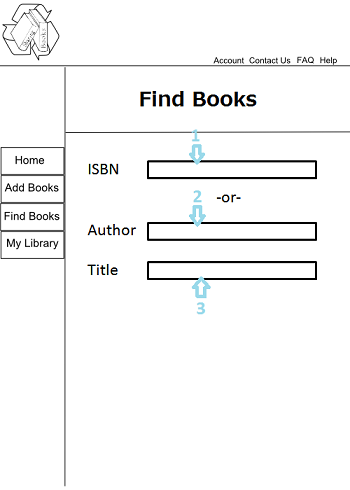 Books
Account Contact Us FAQ Help
Find Books
Home
Add Books
Find Books
My Library
1
ISBN
2 -or-
Author
Title
3